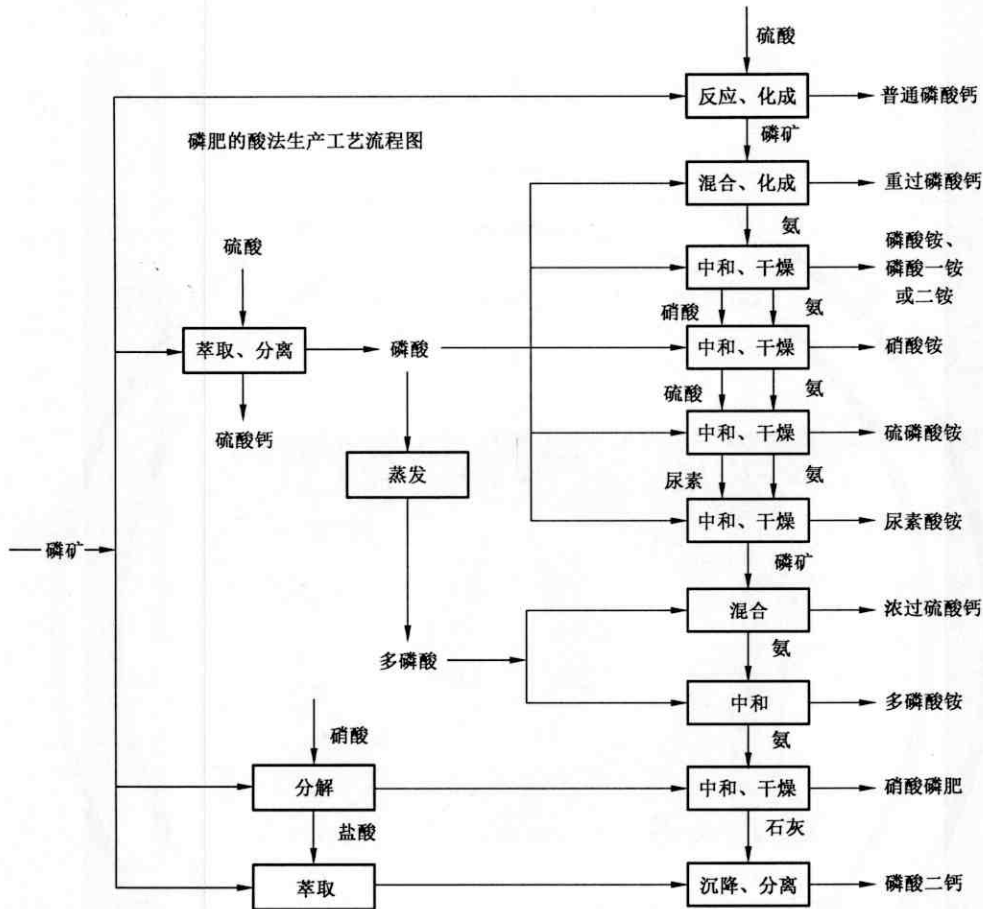 硫酸
反应、化成
普通磷酸钙
磷肥的酸法生产工艺流程图
磷矿
混合、化成
重过磷酸钙
氨
硫酸
中和、干燥
磷酸铵、
磷酸一铵
或二铵
硝酸
氨
萃取、分离
磷酸
中和、干燥
硝酸铵
硫酸
氨
硫酸钙
中和、干燥
硫磷酸铵
蒸发
尿素
氨
中和、干燥
尿素酸铵
磷矿
磷矿
混合
浓过硫酸钙
氨
多磷酸
中和
多磷酸铵
硝酸
氨
分解
中和、干燥
硝酸磷肥
盐酸
石灰
萃取
沉降、分离
磷酸二钙